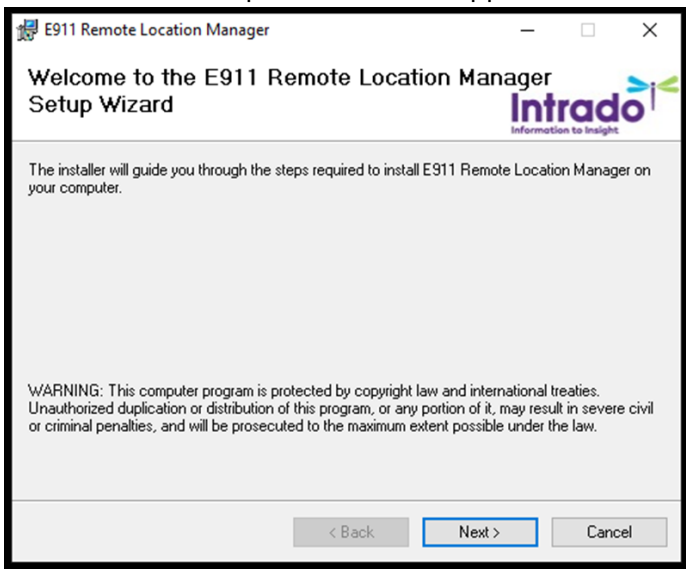 E911 Remote Location Manager
Welcome to the E911 Remote Location Manager
Setup Wizard
Intrado
Information to Insight
The installer will guide you through the steps required to install E911 Remote Location Manager on
your computer.
WARNING: This computer program is protected by copyright law and international treaties.
Unauthorized duplication or distribution of this program, or any portion of it, may result in severe civil
or criminal penalties, and will be prosecuted to the maximum extent possible under the law.
< Back Next > Cancel